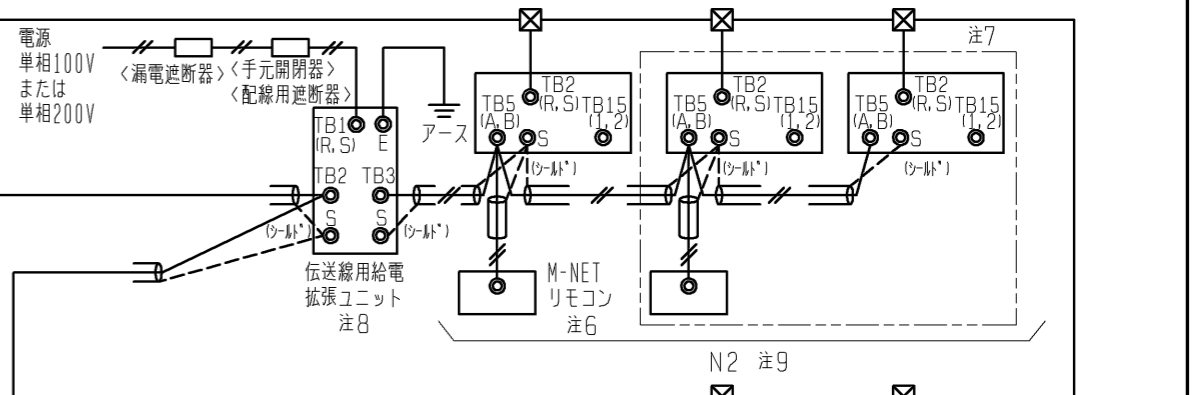 電源
単相100V
または
単相200V
〈漏電遮断器〉
〈手元開閉器〉
〈配線用遮断器〉
アース
TB1
(R,S)
E
TB2
TB3
S
S
(シールド)
(シールド)
伝送線用給電
拡張ユニット
注8
TB5
(A,B)
TB2
(R,S)
TB15
(1,2)
S
(シールド)
注7
TB5
(A,B)
TB2
(R,S)
TB15
(1,2)
S
(シールド)
TB5
(A,B)
TB2
(R,S)
TB15
(1,2)
S
(シールド)
M-NET
リモコン
注6
N2 注9